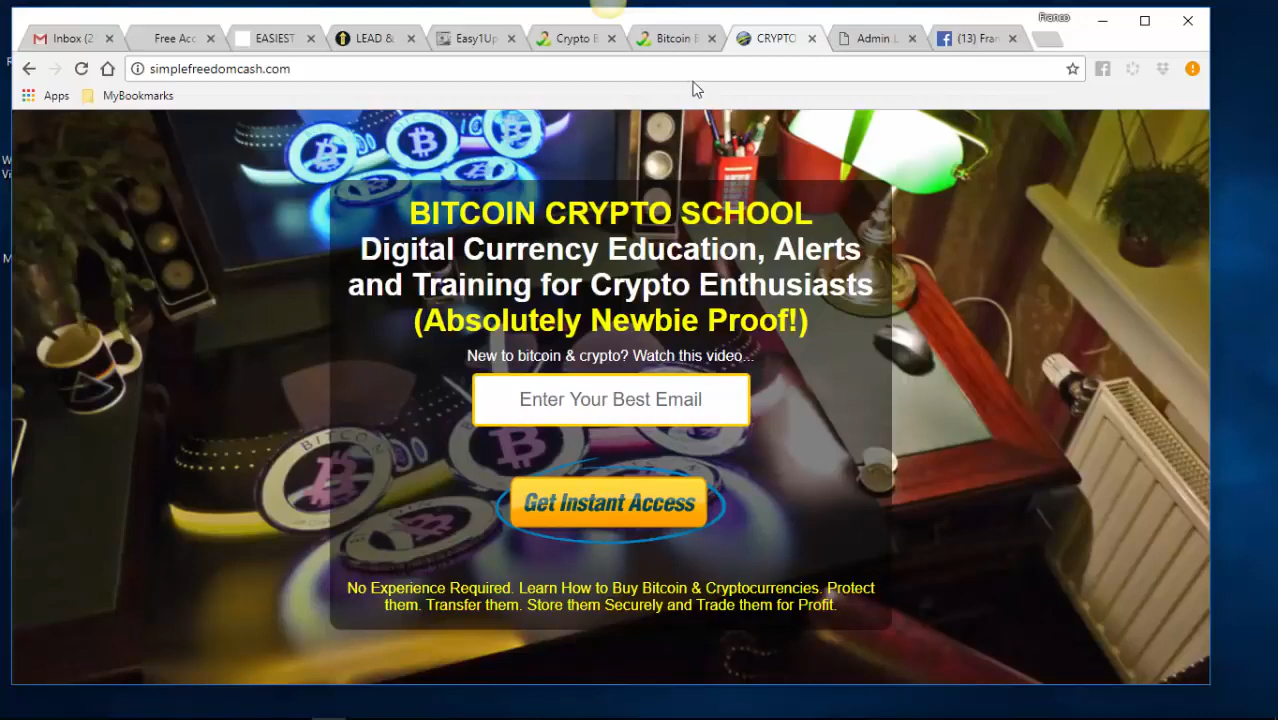 Franco
Inbox (2
Free Acc
EASIEST
LEAD &
Easy1Up
Crypto B
Bitcoin B
CRYPTO
Admin L
(13) Fran
simplefreedomcash.com
Apps
MyBookmarks
BITCOIN CRYPTO SCHOOL
Digital Currency Education, Alerts
and Training for Crypto Enthusiasts
(Absolutely Newbie Proof!)
New to bitcoin & crypto? Watch this video...
Enter Your Best Email
BITCOIN
Get Instant Access
No Experience Required. Learn How to Buy Bitcoin & Cryptocurrencies. Protect
them. Transfer them. Store them Securely and Trade them for Profit.